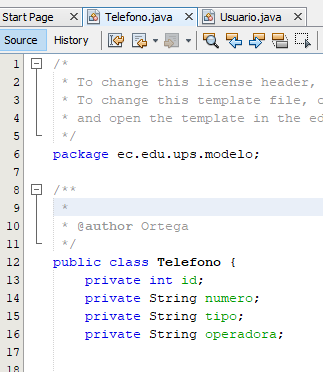 Start Page Telefono.java Usuario.java
Source History
1 /*
2 * To change this license header,
3 * To change this template file, c
4 * and open the template in the ed
5 */
6 package ec.edu.ups.modelo;
7
8 /**
9 *
10 * @author Ortega
11 */
12 public class Telefono {
13 private int id;
14 private String numero;
15 private String tipo;
16 private String operadora;
17